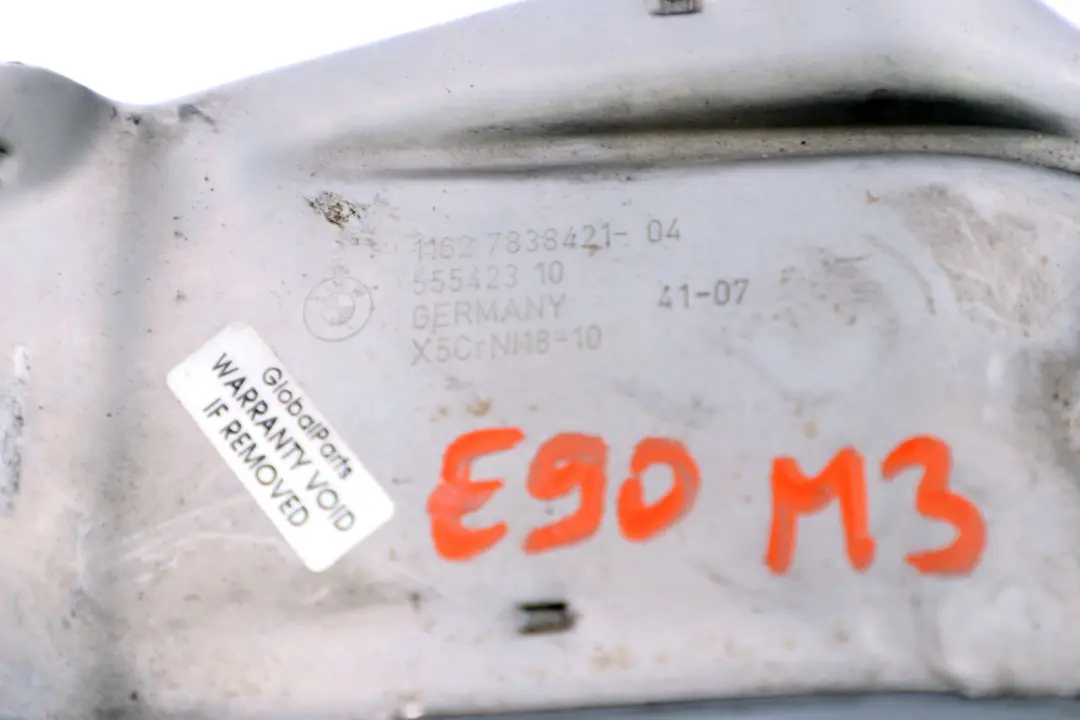 1162 7838421- 04
555423 10
GERMANY
X5CrNi18-10
41-07
GlobalParts
WARRANTY VOID
IF REMOVED
E90 M3